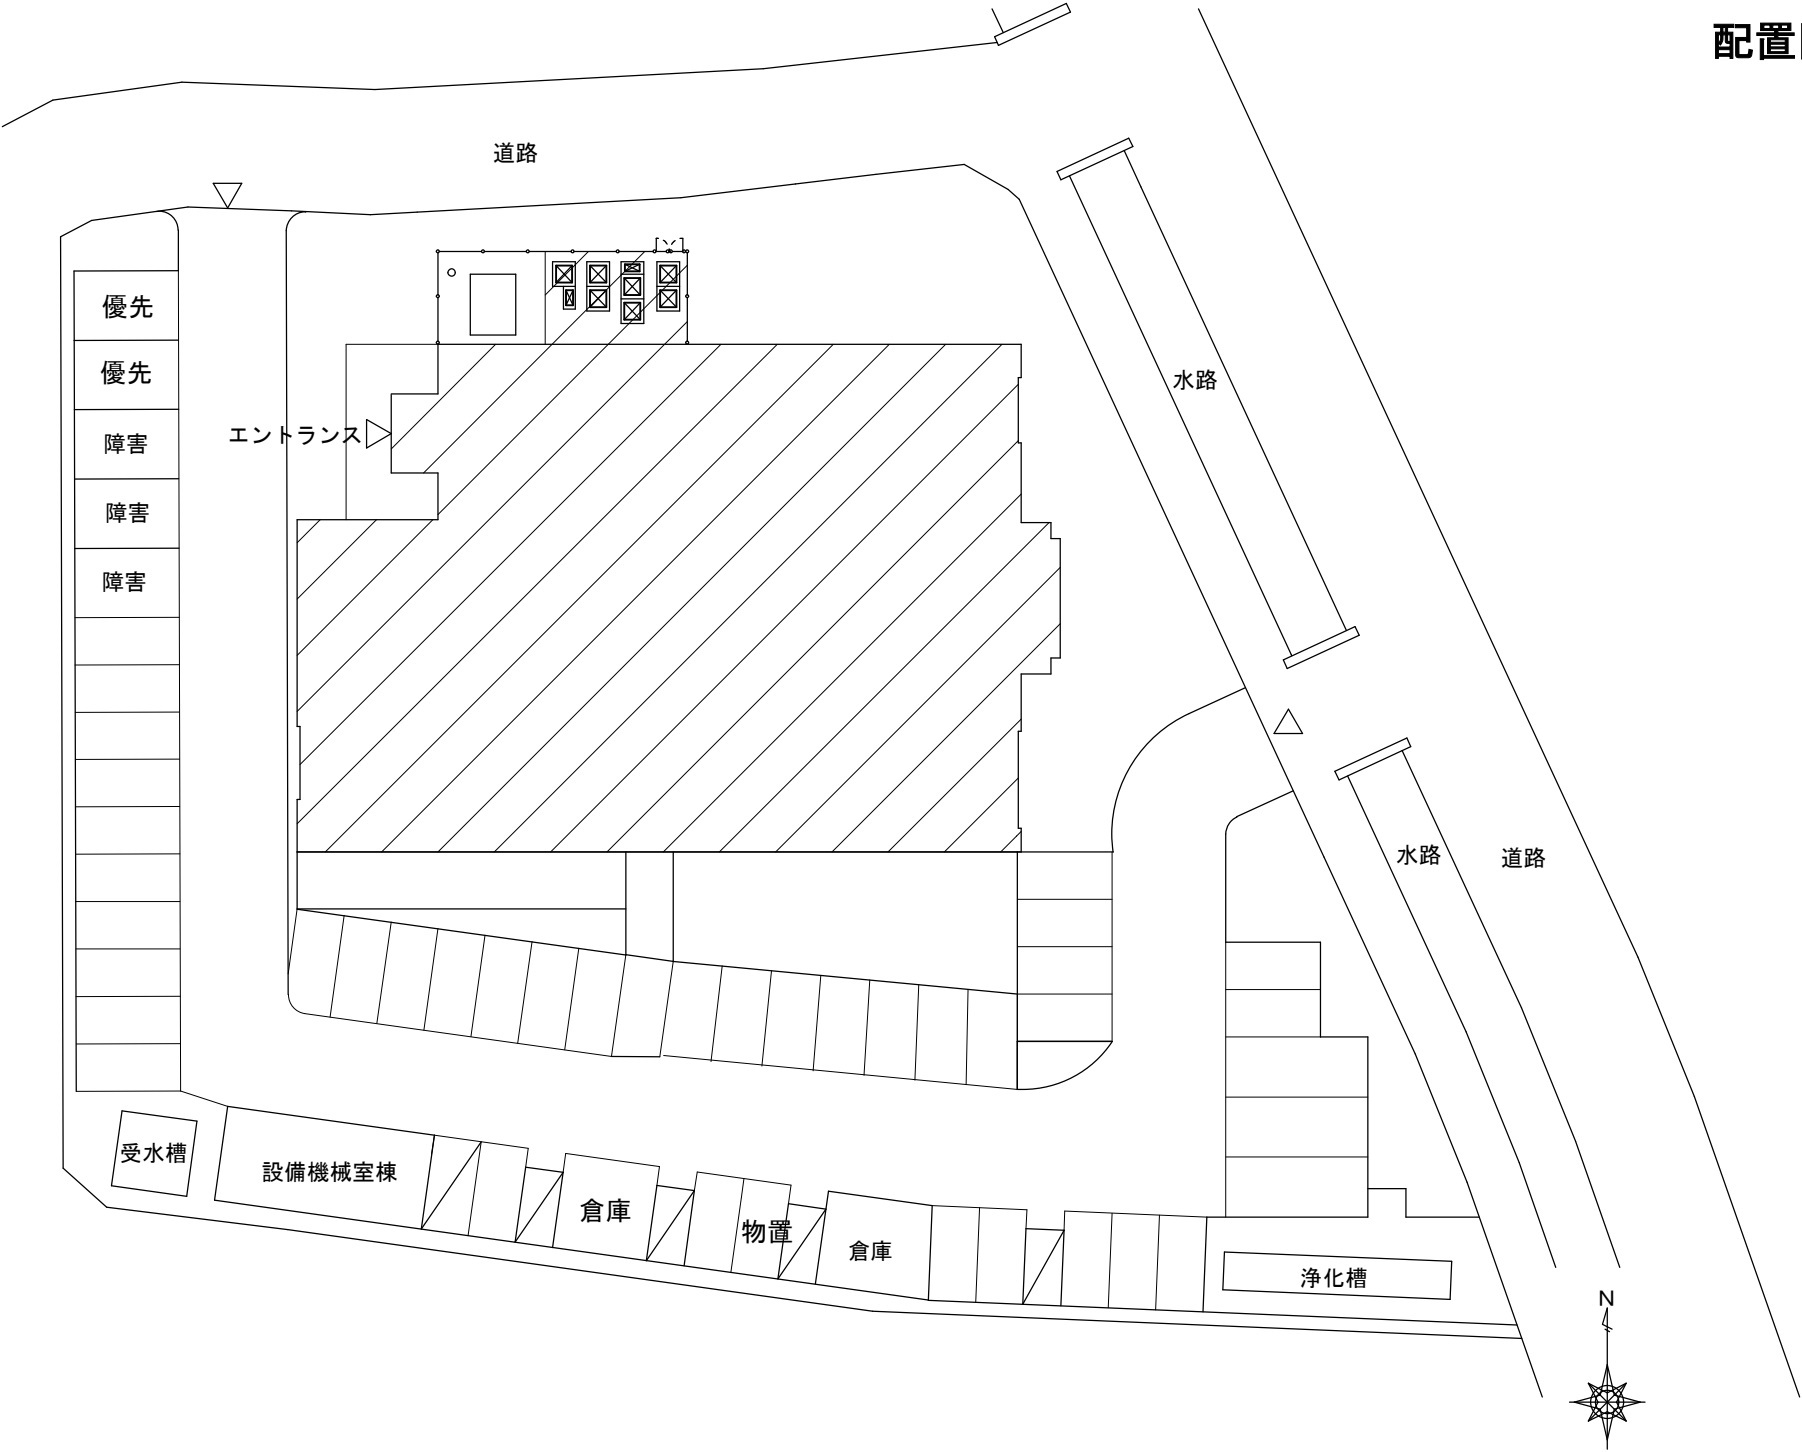 配置
道路
優先
優先
水路
エントランス
障害
障害
障害
水路
道路
受水槽
設備機械室棟
倉庫
物置
倉庫
浄化槽
N